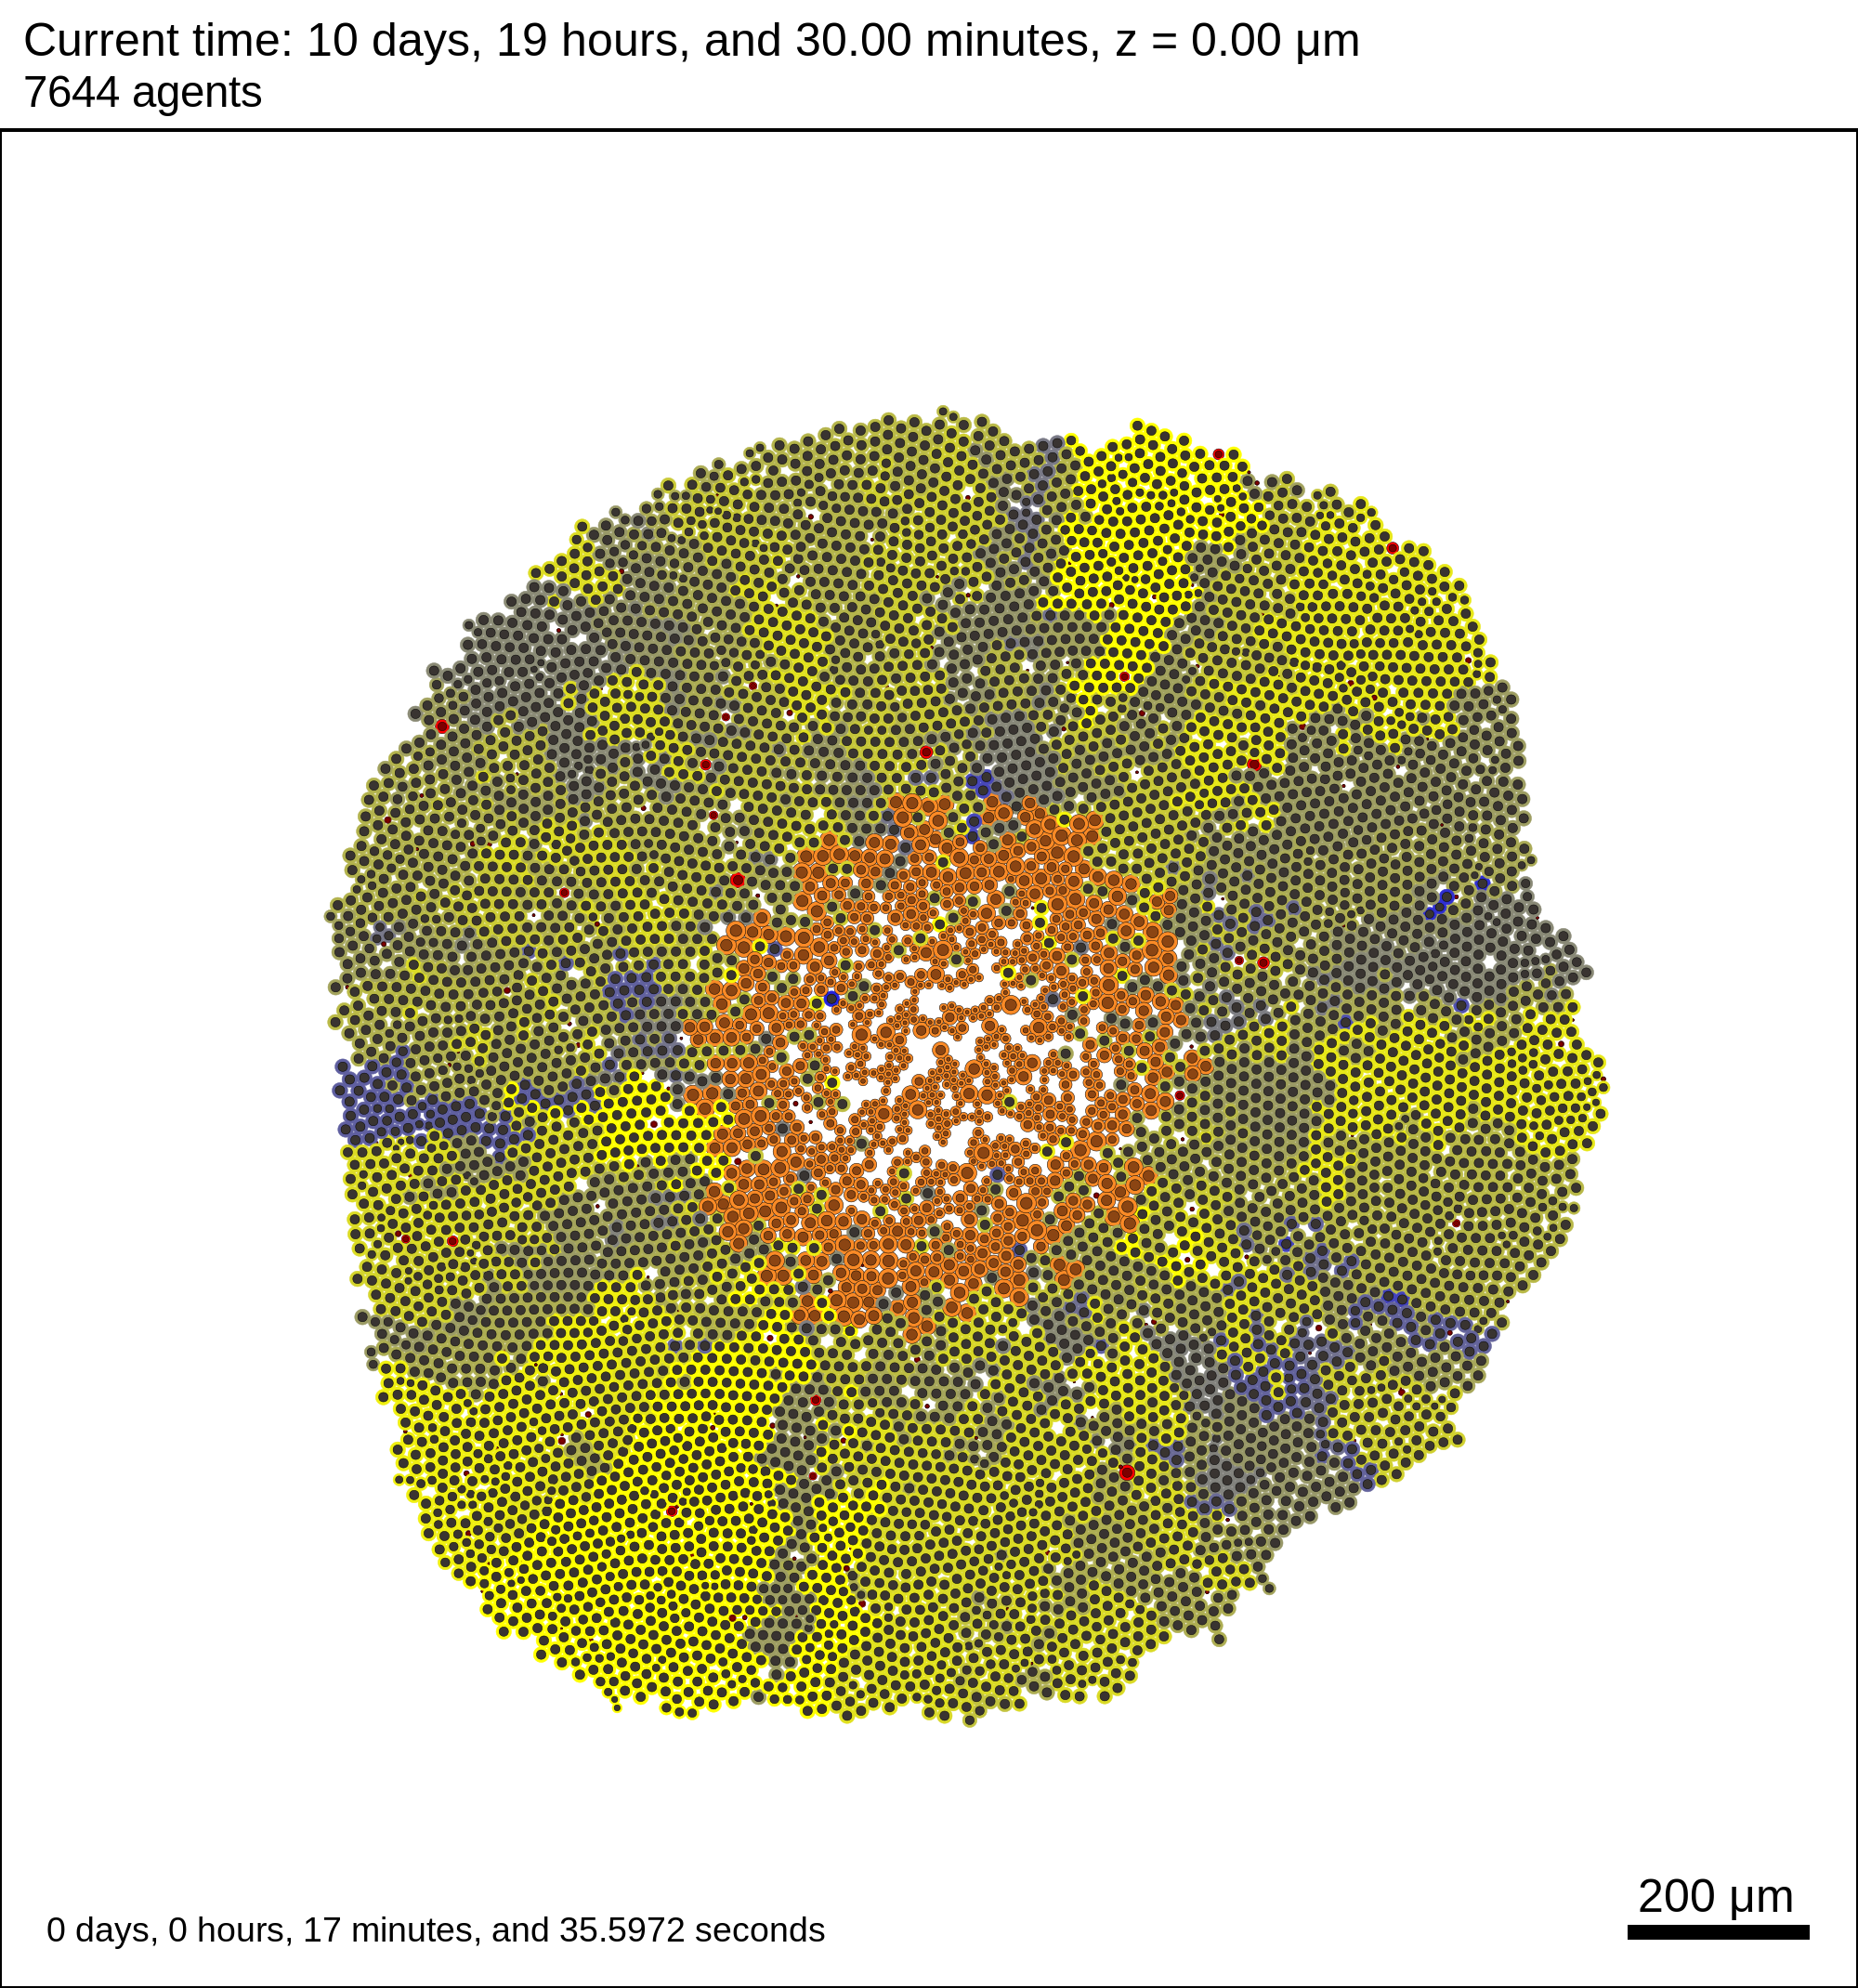 Current time: 10 days, 19 hours, and 30.00 minutes, z = 0.00 μm
7644 agents
200 μm
0 days, 0 hours, 17 minutes, and 35.5972 seconds